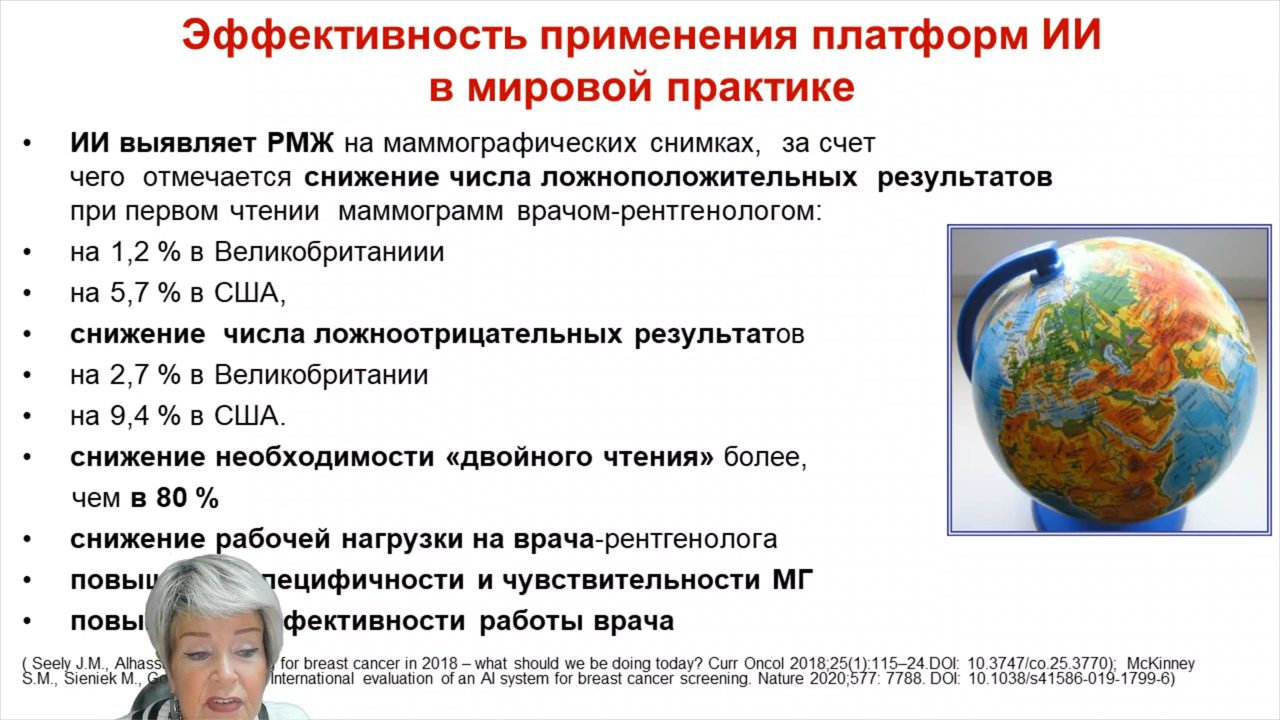 Эффективность применения платформ ИИ
в мировой практике
• ИИ выявляет РМЖ на маммографических снимках, за счет
чего отмечается снижение числа ложноположительных результатов
при первом чтении маммограмм врачом-рентгенологом:
• на 1,2 % в Великобританиии
• на 5,7 % в США,
• снижение числа ложноотрицательных результатов
• на 2,7 % в Великобритании
• на 9,4 % в США.
• снижение необходимости «двойного чтения» более,
чем в 80 %
• снижение рабочей нагрузки на врача-рентгенолога
• и чувствительности МГ
• работы врача
( Seely J.M., for breast cancer in 2018 – what should we be doing today? Curr Oncol 2018;25(1):115–24.DOI: 10.3747/co.25.3770); McKinney
S.M., Sieniek M., International evaluation of an AI system for breast cancer screening. Nature 2020;577: 7788. DOI: 10.1038/s41586-019-1799-6)